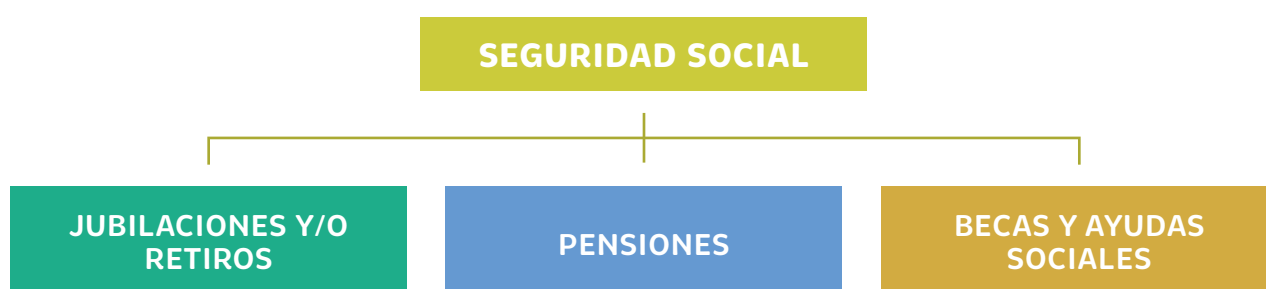 SEGURIDAD SOCIAL
JUBILACIONES Y/O
RETIROS
PENSIONES
BECAS Y AYUDAS
SOCIALES